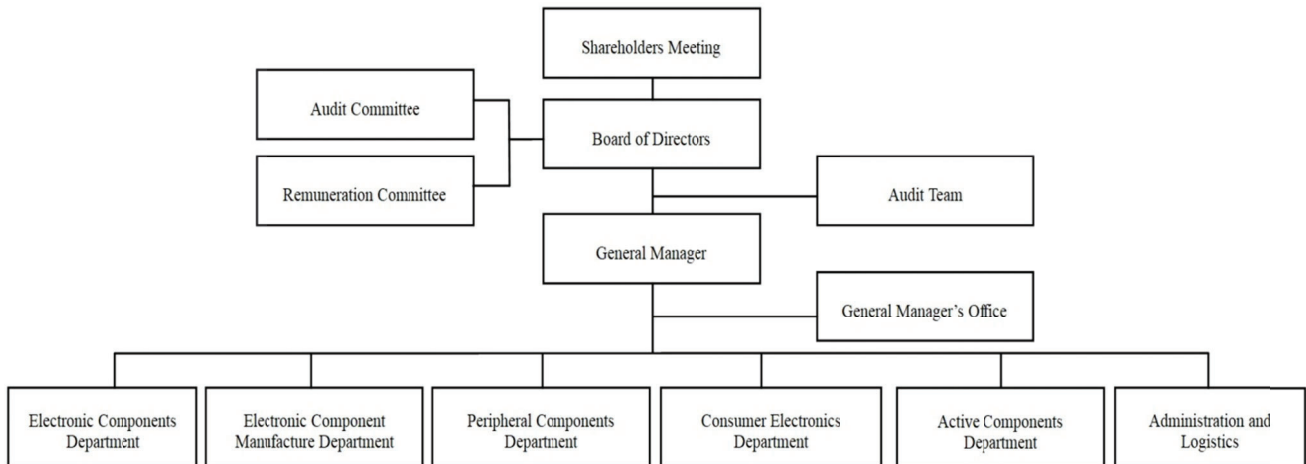 Shareholders Meeting
Audit Committee
Board of Directors
Remuneration Committee
Audit Team
General Manager
General Manager’s Office
Electronic Components
Department
Electronic Component
Manufacture Department
Peripheral Components
Department
Consumer Electronics
Department
Active Components
Department
Administration and
Logistics